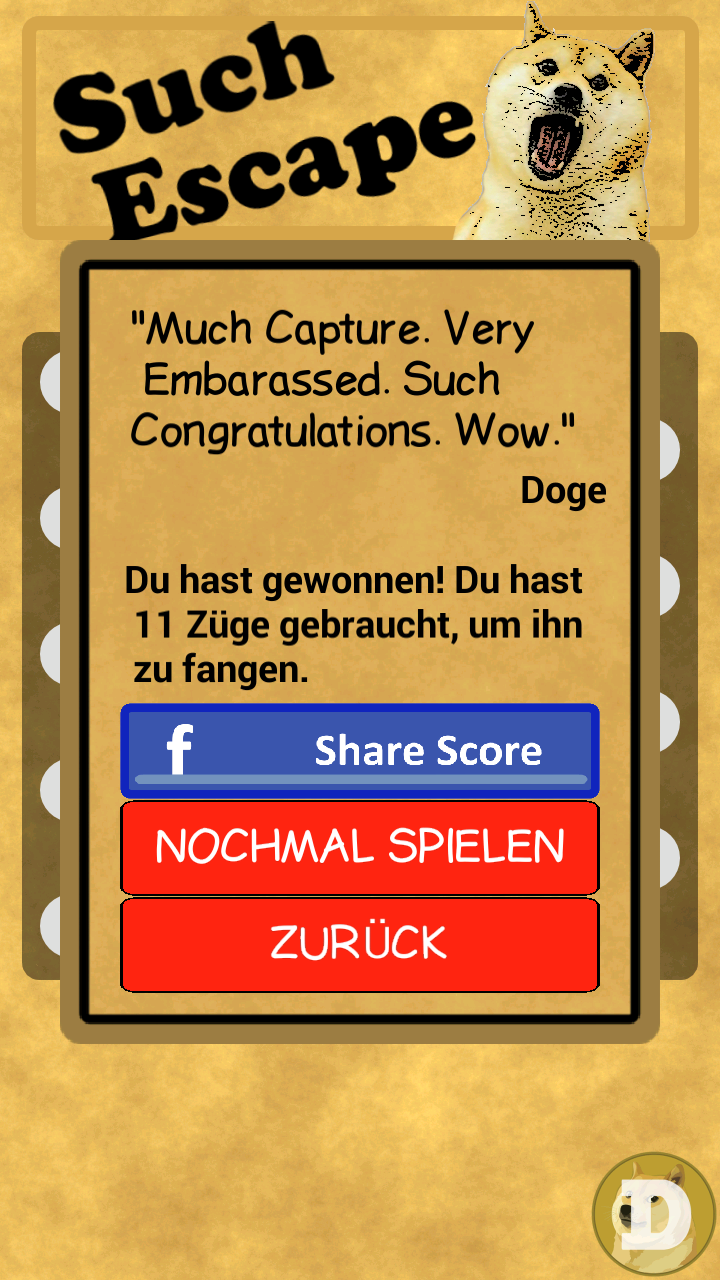 Such
Escape
"Much Capture. Very
Embarassed. Such
Congratulations. Wow."
Doge
Du hast gewonnen! Du hast
11 Züge gebraucht, um ihn
zu fangen.
f Share Score
NOCHMAL SPIELEN
ZURÜCK
D